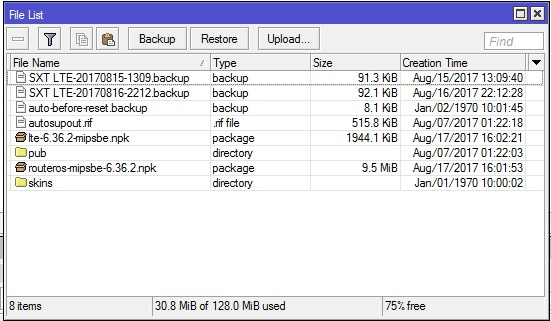 File List
Backup Restore Upload... Find
File Name / Type Size Creation Time
SXT LTE-20170815-1309.backup backup 91.3 KiB Aug/15/2017 13:09:40
SXT LTE-20170816-2212.backup backup 92.1 KiB Aug/16/2017 22:12:28
auto-before-reset.backup backup 8.1 KiB Jan/02/1970 10:01:45
autosupout.rif .rif file 515.8 KiB Aug/07/2017 01:22:18
lte-6.36.2-mipsbe.npk package 1944.1 KiB Aug/17/2017 16:02:21
pub directory Aug/07/2017 01:22:03
routeros-mipsbe-6.36.2.npk package 9.5 MiB Aug/17/2017 16:01:53
skins directory Jan/01/1970 10:00:02
8 items 30.8 MiB of 128.0 MiB used 75% free